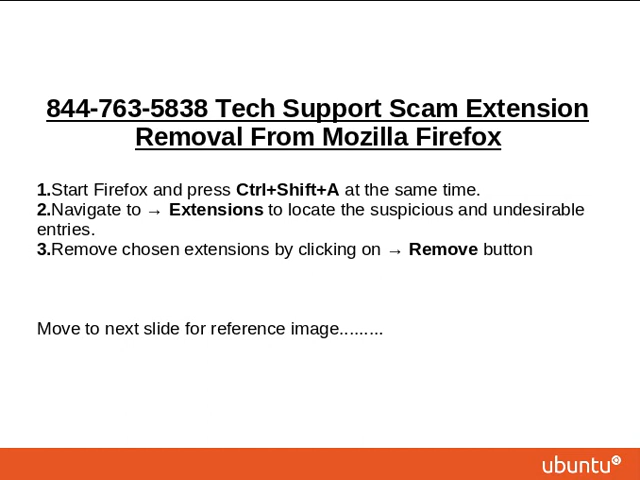 844-763-5838 Tech Support Scam Extension
Removal From Mozilla Firefox
1.Start Firefox and press Ctrl+Shift+A at the same time.
2.Navigate to → Extensions to locate the suspicious and undesirable
entries.
3.Remove chosen extensions by clicking on → Remove button
Move to next slide for reference image.........
ubuntu